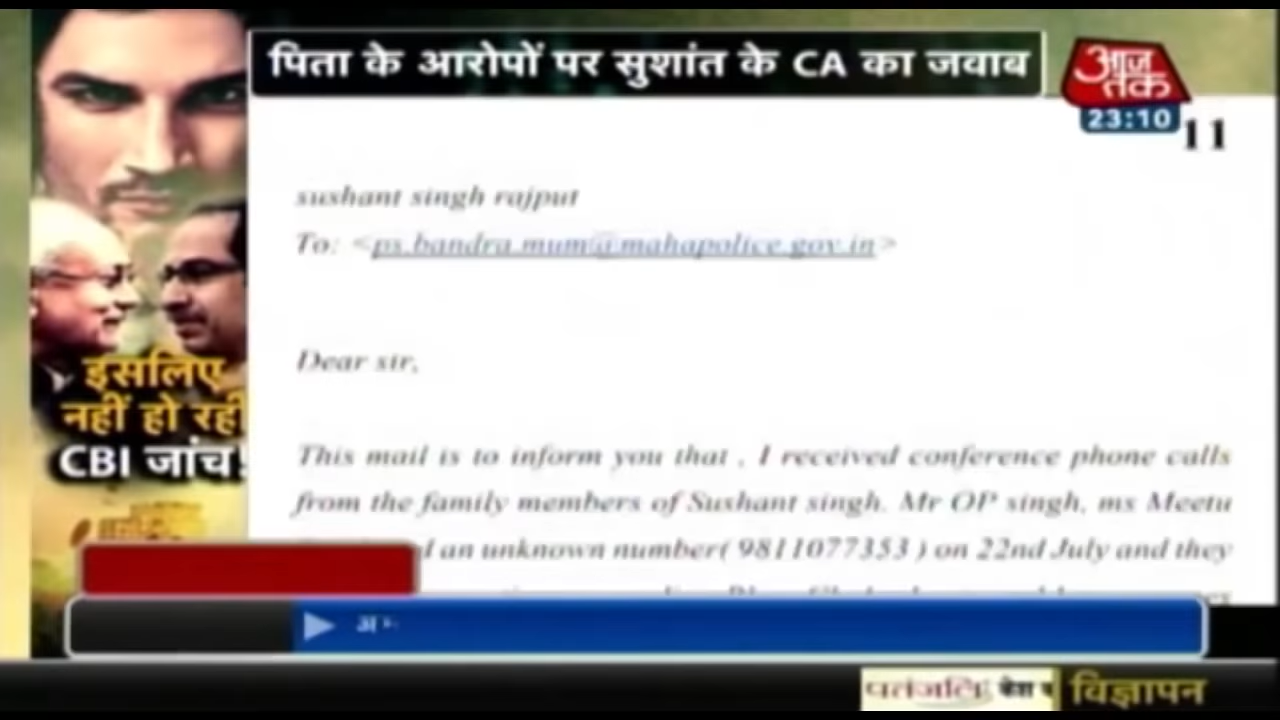 पिता के आरोपों पर सुशांत के CA का जवाब
आज तक
23:10
11
sushant singh rajput
To: <ps.bandra.mum@mahapolice.gov.in>
Dear sir,
This mail is to inform you that , I received conference phone calls
from the family members of Sushant singh. Mr OP singh, ms Meetu
an unknown number( 9811077353 ) on 22nd July and they
इसलिए
नहीं हो रही
CBI जांच!
पतंजलि केश
विज्ञापन